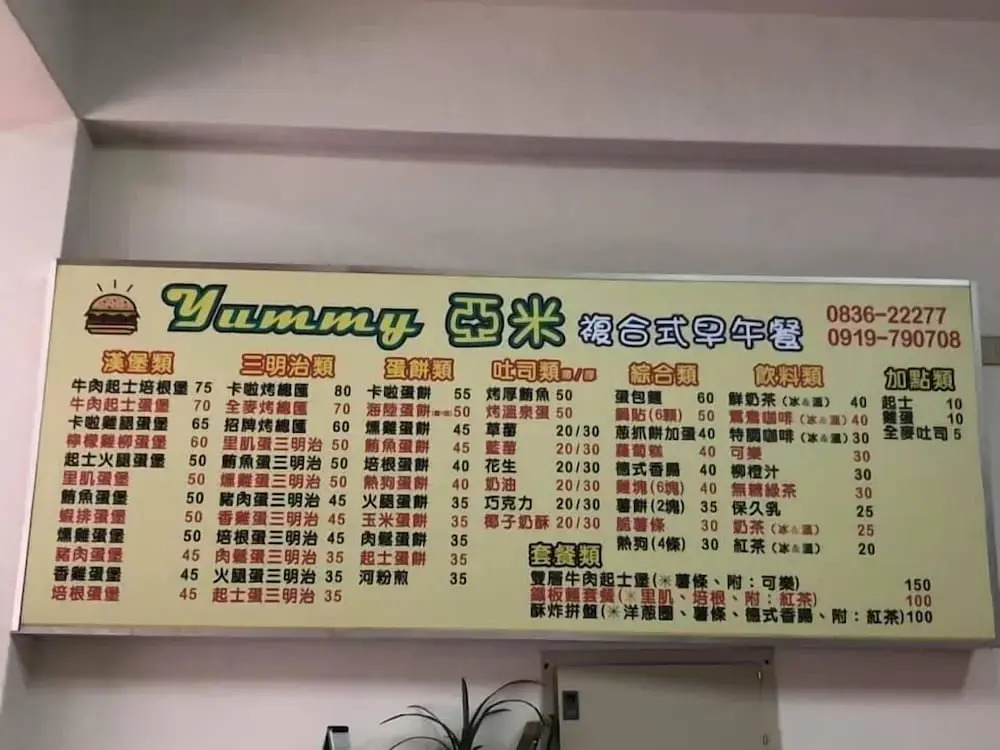 Yummy 亞米 複合式早午餐
0836-22277
0919-790708
漢堡類
牛肉起士培根堡 75
牛肉起士蛋堡 70
卡啦雞腿蛋堡 65
檸檬雞柳蛋堡 60
起士火腿蛋堡 50
里肌蛋堡 50
鮪魚蛋堡 50
蝦排蛋堡 50
燻雞蛋堡 50
豬肉蛋堡 45
香雞蛋堡 45
培根蛋堡 45
三明治類
卡啦烤總匯 80
全麥烤總匯 70
招牌烤總匯 60
里肌蛋三明治 50
鮪魚蛋三明治 50
燻雞蛋三明治 50
豬肉蛋三明治 45
香雞蛋三明治 45
培根蛋三明治 45
肉鬆蛋三明治 35
火腿蛋三明治 35
起士蛋三明治 35
蛋餅類
卡啦蛋餅 55
海陸蛋餅 50
燻雞蛋餅 45
鮪魚蛋餅 45
培根蛋餅 40
熱狗蛋餅 40
火腿蛋餅 35
玉米蛋餅 35
肉鬆蛋餅 35
起士蛋餅 35
河粉煎 35
吐司類 薄/厚
烤厚鮪魚 50
烤溫泉蛋 50
草莓 20/30
藍莓 20/30
花生 20/30
奶油 20/30
巧克力 20/30
椰子奶酥 20/30
綜合類
蛋包麵 60
鍋貼(6顆) 50
蔥抓餅加蛋 40
蘿蔔糕 40
德式香腸 40
雞塊(6塊) 40
薯餅(2塊) 35
脆薯條 30
熱狗(4條) 30
飲料類
鮮奶茶(冰&溫) 40
鴛鴦咖啡(冰&溫) 40
特調咖啡(冰&溫) 30
可樂 30
柳橙汁 30
無糖綠茶 30
保久乳 25
奶茶(冰&溫) 25
紅茶(冰&溫) 20
加點類
起士 10
雞蛋 10
全麥吐司 5
套餐類
雙層牛肉起士堡(※薯條、附:可樂) 150
鐵板麵套餐(※里肌、培根、附:紅茶) 100
酥炸拼盤(※洋蔥圈、薯條、德式香腸、附:紅茶) 100